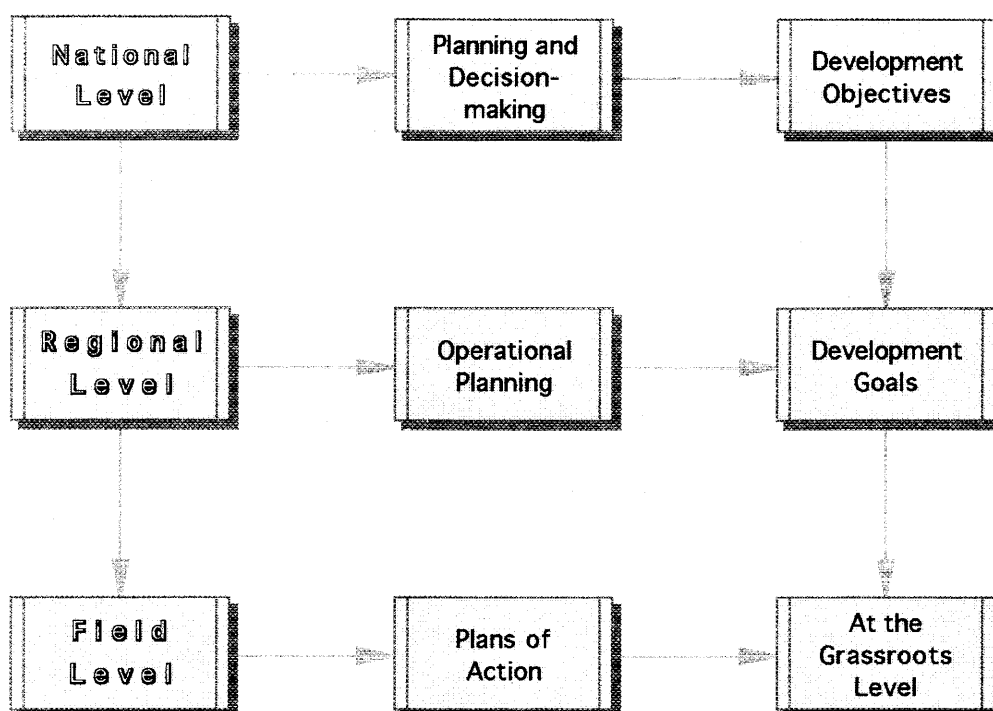 National
Level
Planning and
Decision-
making
Development
Objectives
Regional
Level
Operational
Planning
Development
Goals
Field
Level
Plans of
Action
At the
Grassroots
Level